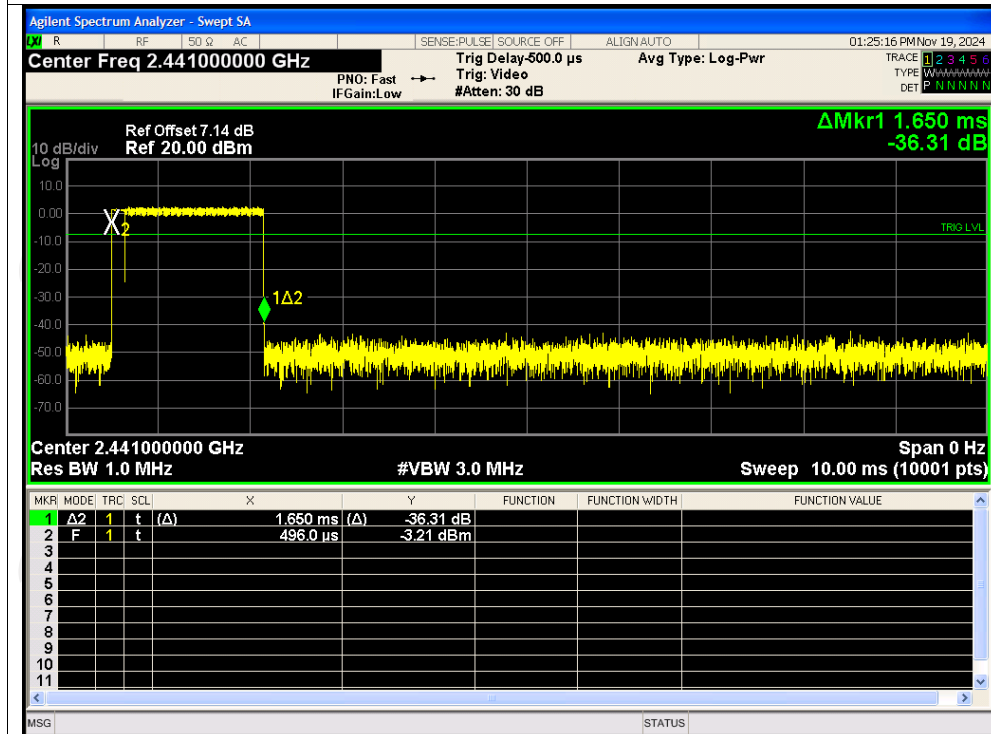 Agilent Spectrum Analyzer - Swept SA
LXI R RF 50 Ω AC SENSE:PULSE SOURCE OFF ALIGN AUTO 01:25:16 PM Nov 19, 2024
Center Freq 2.441000000 GHz
PNO: Fast
IFGain:Low
Trig Delay-500.0 µs
Trig: Video
#Atten: 30 dB
Avg Type: Log-Pwr
TRACE 1 2 3 4 5 6
TYPE
DET P N N N N N
ΔMkr1 1.650 ms
-36.31 dB
Ref Offset 7.14 dB
10 dB/div Ref 20.00 dBm
Log
10.0
0.00
-10.0
-20.0
-30.0
-40.0
-50.0
-60.0
-70.0
X2
TRIG LVL
1Δ2
Center 2.441000000 GHz Span 0 Hz
Res BW 1.0 MHz #VBW 3.0 MHz Sweep 10.00 ms (10001 pts)
MKR MODE TRC SCL X Y FUNCTION FUNCTION WIDTH FUNCTION VALUE
1 Δ2 1 t (Δ) 1.650 ms (Δ) -36.31 dB
2 F 1 t 496.0 µs -3.21 dBm
3
4
5
6
7
8
9
10
11
MSG STATUS